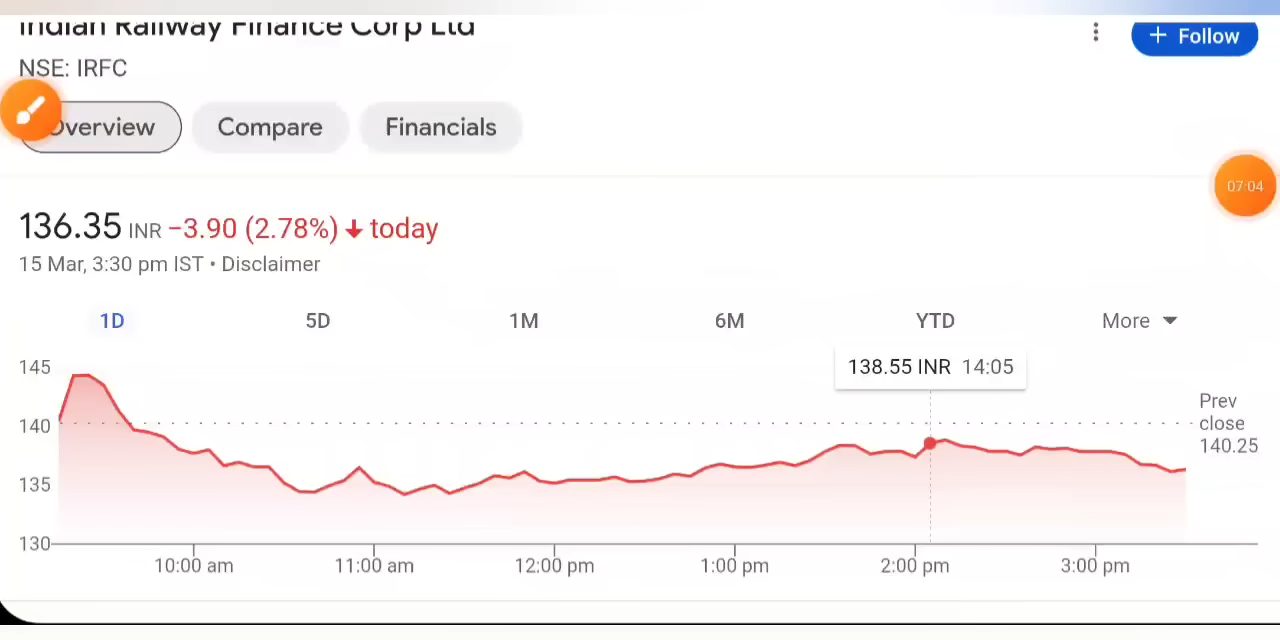 Indian Railway Finance Corp Ltd
+ Follow
NSE: IRFC
Overview
Compare
Financials
07:04
136.35 INR −3.90 (2.78%) ↓ today
15 Mar, 3:30 pm IST • Disclaimer
1D
5D
1M
6M
YTD
More
138.55 INR 14:05
145
140
135
130
Prev
close
140.25
10:00 am
11:00 am
12:00 pm
1:00 pm
2:00 pm
3:00 pm